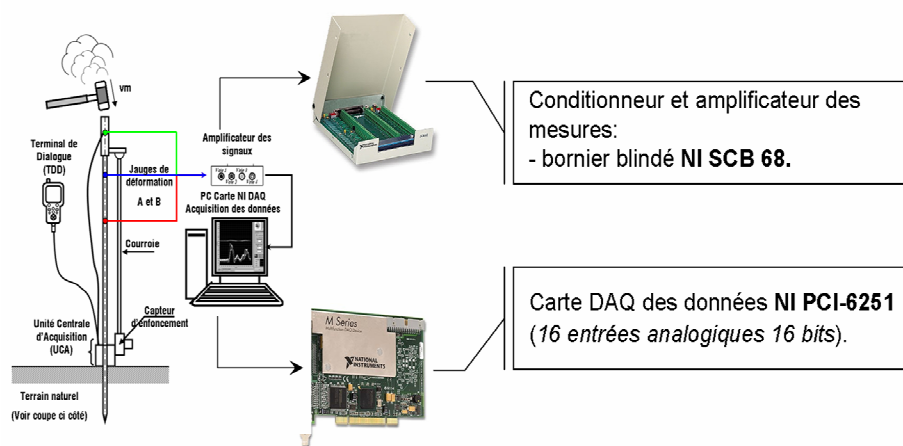 vm
Terminal de
Dialogue
(TDD)
Jauges de
déformation
A et B
Courroie
Capteur
d'enfoncement
Unité Centrale
d'Acquisition
(UCA)
Terrain naturel
(Voir coupe ci côté)
Amplificateur des
signaux
PC Carte NI DAQ
Acquisition des données
Conditionneur et amplificateur des
mesures:
- bornier blindé NI SCB 68.
M Series
NATIONAL
INSTRUMENTS
Carte DAQ des données NI PCI-6251
(16 entrées analogiques 16 bits).